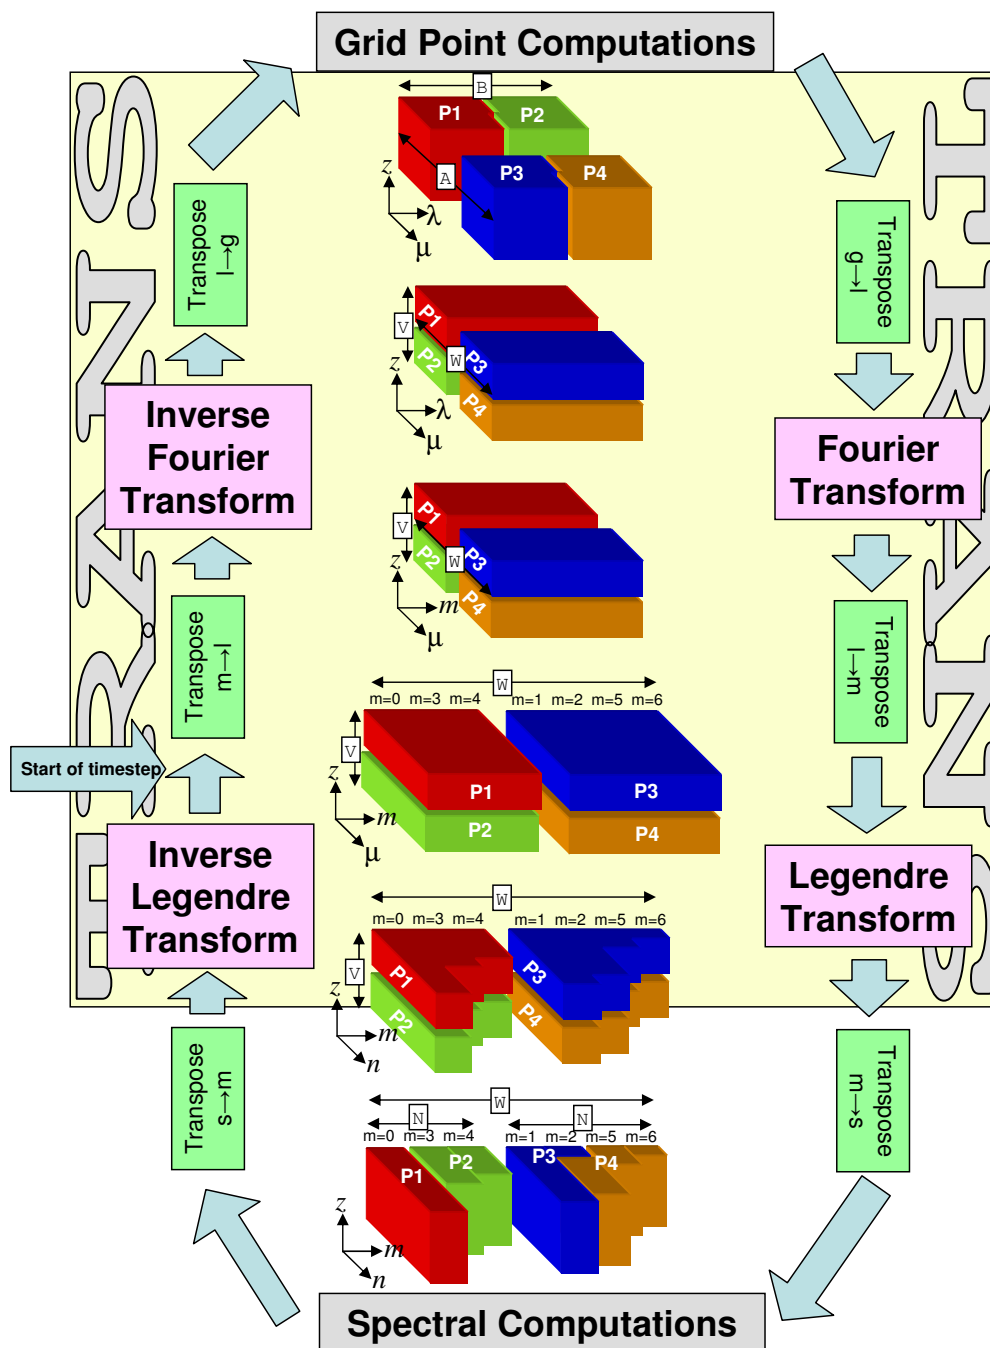 Grid Point Computations
B
P1
P2
A
P3
P4
z
λ
μ
Transpose
l→g
Transpose
g→l
V
P1
W
P2
P3
P4
z
λ
μ
Inverse
Fourier
Transform
Fourier
Transform
V
P1
W
P2
P3
P4
z
m
μ
Transpose
m→l
Transpose
l→m
W
m=0 m=3 m=4 m=1 m=2 m=5 m=6
V
Start of timestep
z
P1
P3
m
P2
P4
μ
Inverse
Legendre
Transform
Legendre
Transform
W
m=0 m=3 m=4 m=1 m=2 m=5 m=6
V
P1
P3
z
P2
P4
m
n
Transpose
s→m
Transpose
m→s
W
N
N
m=0 m=3 m=4 m=1 m=2 m=5 m=6
P1
P2
P3
P4
z
m
n
Spectral Computations